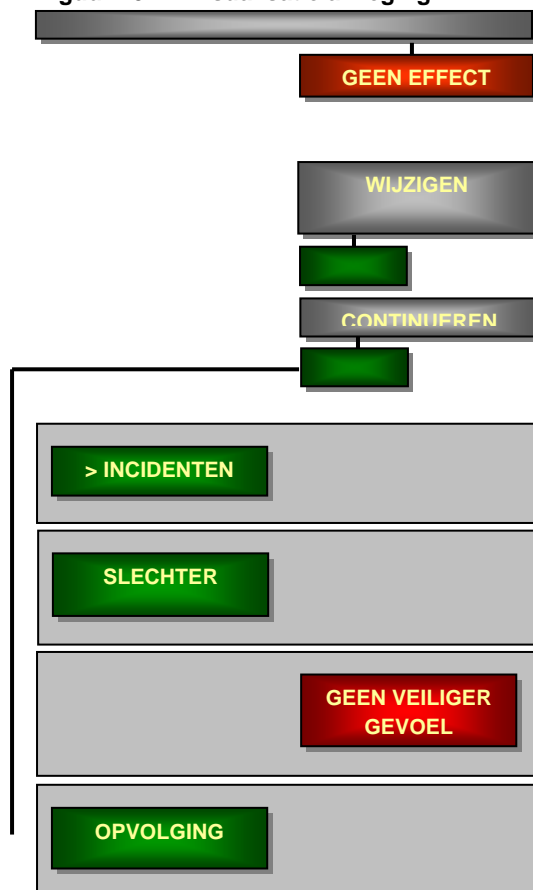 GEEN EFFECT
WIJZIGEN
CONTINUEREN
> INCIDENTEN
SLECHTER
GEEN VEILIGER
GEVOEL
OPVOLGING